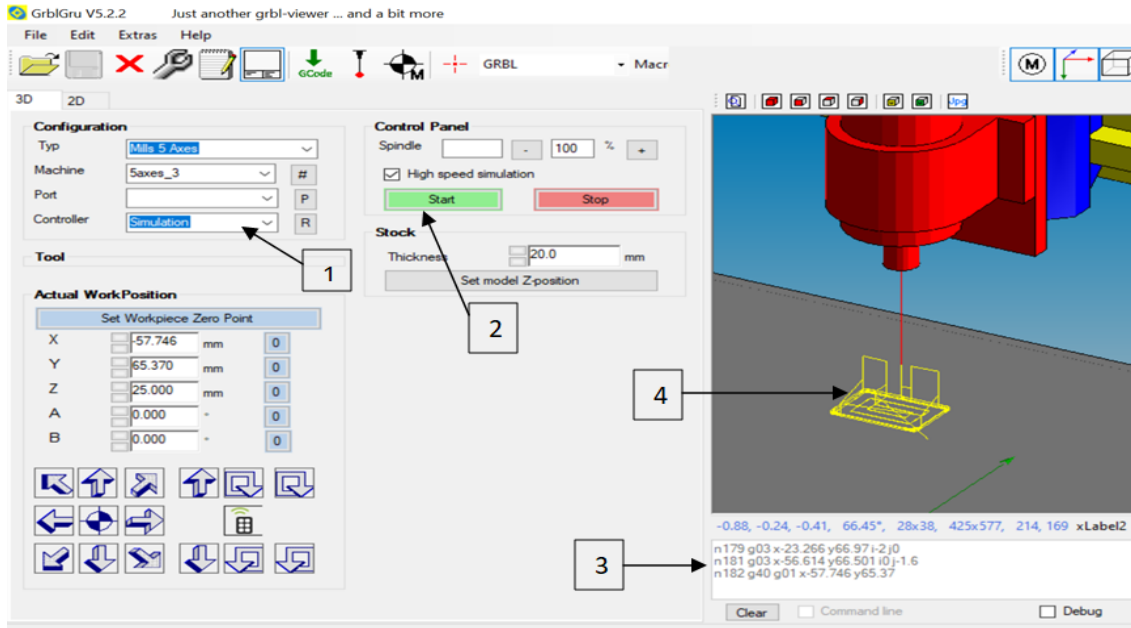 GrblGru V5.2.2 Just another grbl-viewer ... and a bit more
File Edit Extras Help
GCode M GRBL Macr M
3D 2D
Jpg
Configuration
Typ Mills 5 Axes
Machine 5axes_3 #
Port P
Controller Simulation R
1
Tool
Control Panel
Spindle - 100 % +
High speed simulation
Start Stop
Stock
Thickness 20.0 mm
Set model Z-position
2
Actual WorkPosition
Set Workpiece Zero Point
X -57.746 mm 0
Y 65.370 mm 0
Z 25.000 mm 0
A 0.000 ° 0
B 0.000 ° 0
4
-0.88, -0.24, -0.41, 66.45°, 28x38, 425x577, 214, 169 xLabel2
3
n179 g03 x-23.266 y66.97 i-2 j0
n181 g03 x-56.614 y66.501 i0 j-1.6
n182 g40 g01 x-57.746 y65.37
Clear Command line Debug